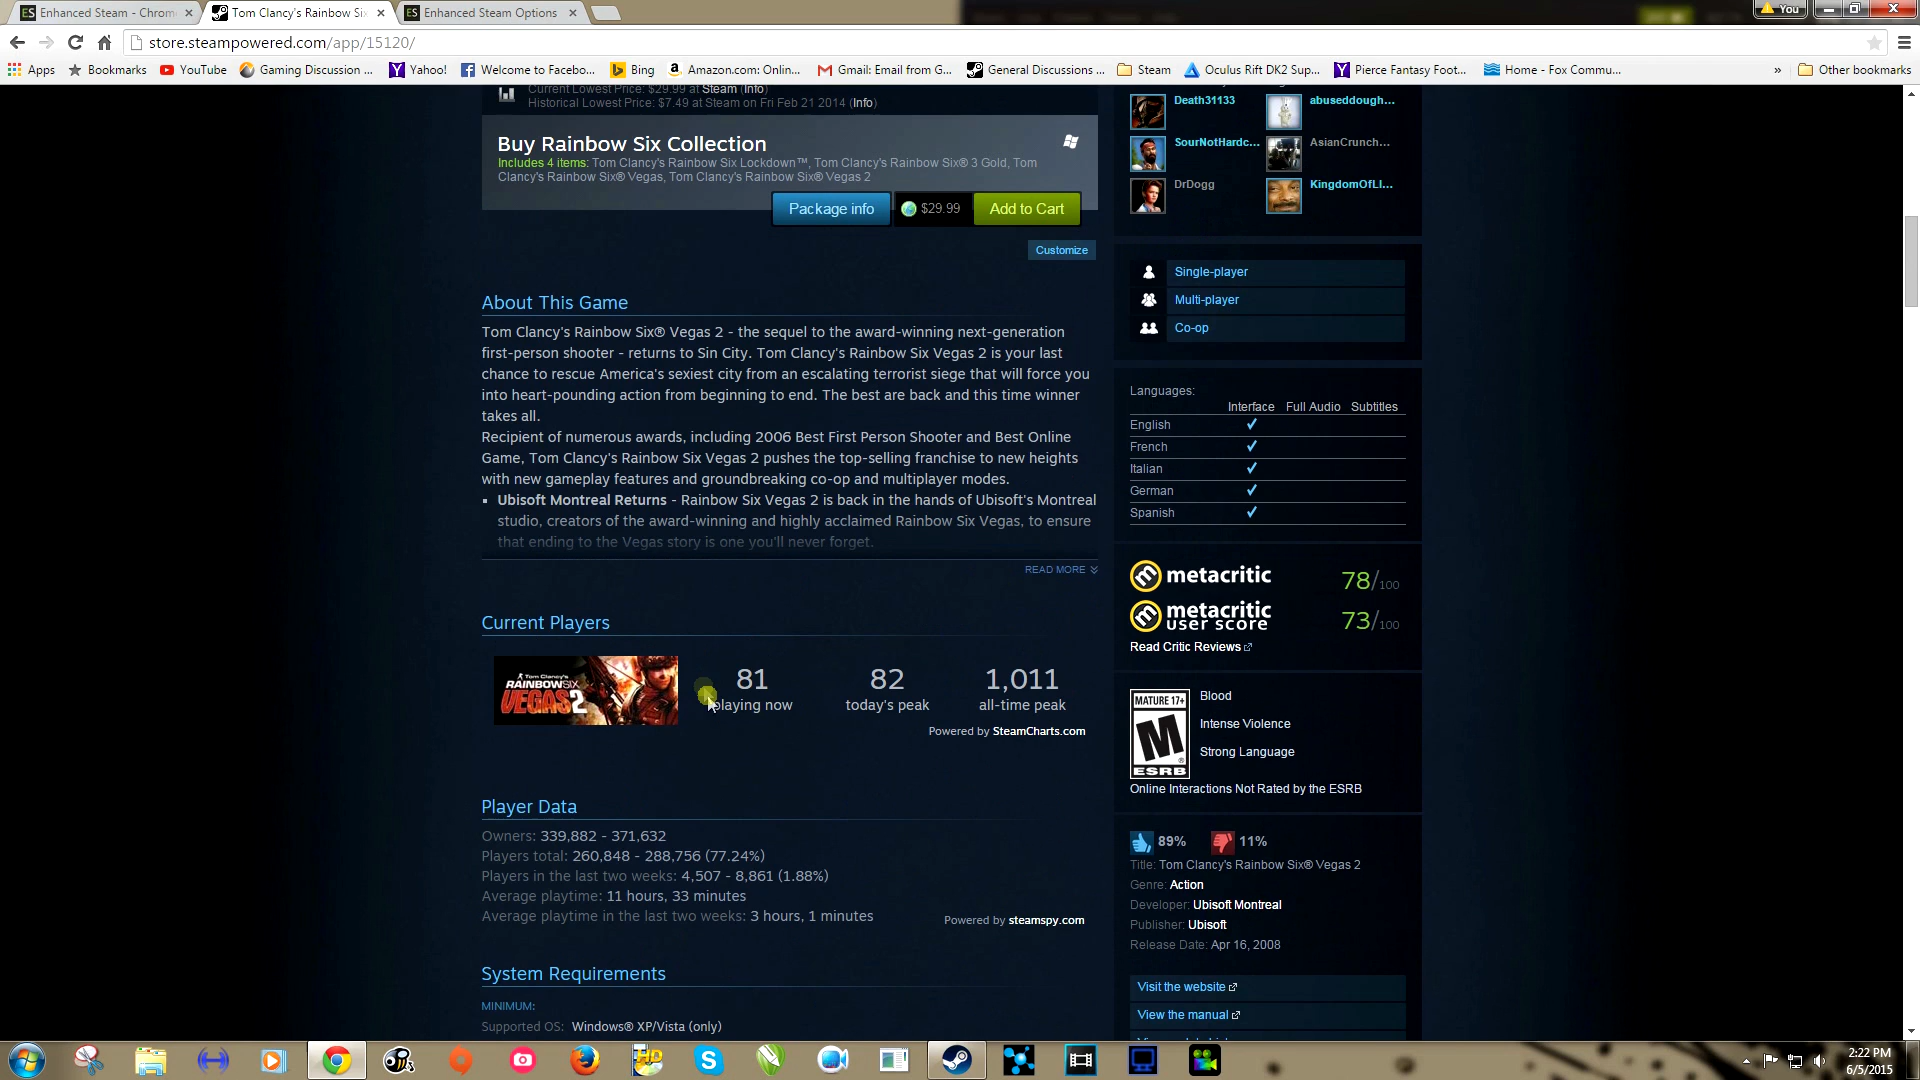 Enhanced Steam - Chrom
Tom Clancy's Rainbow Six
Enhanced Steam Options
You
store.steampowered.com/app/15120/
Apps
Bookmarks
YouTube
Gaming Discussion ...
Yahoo!
Welcome to Facebo...
Bing
Amazon.com: Onlin...
Gmail: Email from G...
General Discussions ...
Steam
Oculus Rift DK2 Sup...
Pierce Fantasy Foot...
Home - Fox Commu...
»
Other bookmarks
Current Lowest Price: $29.99 at Steam (Info)
Historical Lowest Price: $7.49 at Steam on Fri Feb 21 2014 (Info)
Buy Rainbow Six Collection
Includes 4 items: Tom Clancy's Rainbow Six Lockdown™, Tom Clancy's Rainbow Six® 3 Gold, Tom
Clancy's Rainbow Six® Vegas, Tom Clancy's Rainbow Six® Vegas 2
Package info
$29.99
Add to Cart
Customize
About This Game
Tom Clancy's Rainbow Six® Vegas 2 - the sequel to the award-winning next-generation
first-person shooter - returns to Sin City. Tom Clancy's Rainbow Six Vegas 2 is your last
chance to rescue America's sexiest city from an escalating terrorist siege that will force you
into heart-pounding action from beginning to end. The best are back and this time winner
takes all.
Recipient of numerous awards, including 2006 Best First Person Shooter and Best Online
Game, Tom Clancy's Rainbow Six Vegas 2 pushes the top-selling franchise to new heights
with new gameplay features and groundbreaking co-op and multiplayer modes.
▪ Ubisoft Montreal Returns - Rainbow Six Vegas 2 is back in the hands of Ubisoft's Montreal
studio, creators of the award-winning and highly acclaimed Rainbow Six Vegas, to ensure
that ending to the Vegas story is one you'll never forget.
READ MORE
Current Players
Tom Clancy's
RAINBOWSIX
VEGAS2
81
playing now
82
today's peak
1,011
all-time peak
Powered by SteamCharts.com
Player Data
Owners: 339,882 - 371,632
Players total: 260,848 - 288,756 (77.24%)
Players in the last two weeks: 4,507 - 8,861 (1.88%)
Average playtime: 11 hours, 33 minutes
Average playtime in the last two weeks: 3 hours, 1 minutes
Powered by steamspy.com
System Requirements
MINIMUM:
Supported OS: Windows® XP/Vista (only)
Death31133
abuseddough...
SourNotHardc...
AsianCrunch...
DrDogg
KingdomOfLI...
Single-player
Multi-player
Co-op
Languages:
Interface Full Audio Subtitles
English ✔
French ✔
Italian ✔
German ✔
Spanish ✔
metacritic 78/100
metacritic user score 73/100
Read Critic Reviews
MATURE 17+
M
ESRB
Blood
Intense Violence
Strong Language
Online Interactions Not Rated by the ESRB
89%
11%
Title: Tom Clancy's Rainbow Six® Vegas 2
Genre: Action
Developer: Ubisoft Montreal
Publisher: Ubisoft
Release Date: Apr 16, 2008
Visit the website
View the manual
2:22 PM
6/5/2015